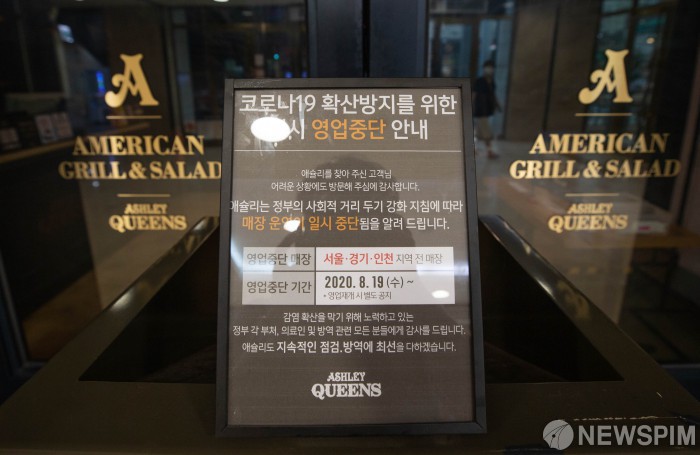 A
AMERICAN
GRILL & SALAD
ASHLEY
QUEENS
코로나19 확산방지를 위한
시 영업중단 안내
애슐리를 찾아 주신 고객님
어려운 상황에도 방문해 주심에 감사합니다.
애슐리는 정부의 사회적 거리 두기 강화 지침에 따라
매장 운영이 일시 중단됨을 알려 드립니다.
영업중단 매장 서울·경기·인천 지역 전 매장
영업중단 기간 2020. 8. 19 (수) ~
* 영업재개 시 별도 공지
감염 확산을 막기 위해 노력하고 있는
정부 각 부처, 의료인 및 방역 관련 모든 분들에게 감사를 드립니다.
애슐리도 지속적인 점검,방역에 최선을 다하겠습니다.
ASHLEY
QUEENS
A
AMERICAN
GRILL & SALAD
ASHLEY
QUEENS
NEWSPIM